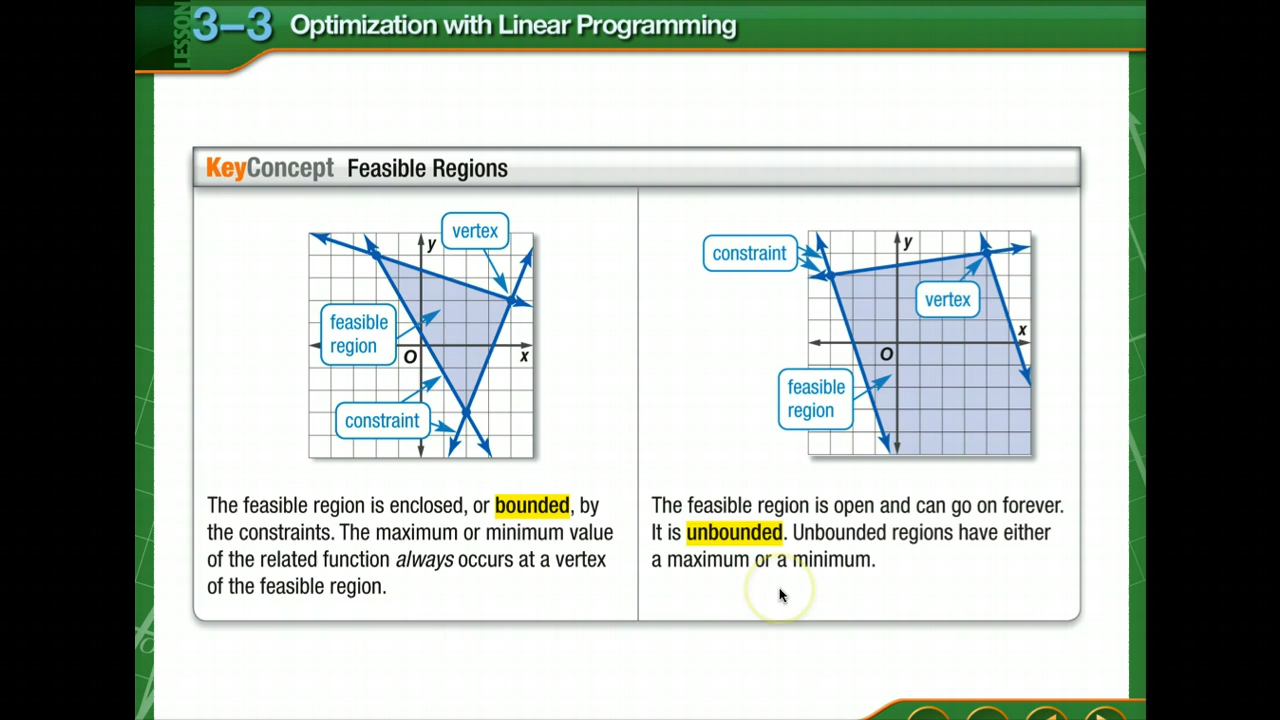 LESSON
3–3 Optimization with Linear Programming
KeyConcept Feasible Regions
vertex
y
feasible
region
O
x
constraint
The feasible region is enclosed, or bounded, by
the constraints. The maximum or minimum value
of the related function always occurs at a vertex
of the feasible region.
constraint
y
vertex
x
O
feasible
region
The feasible region is open and can go on forever.
It is unbounded. Unbounded regions have either
a maximum or a minimum.